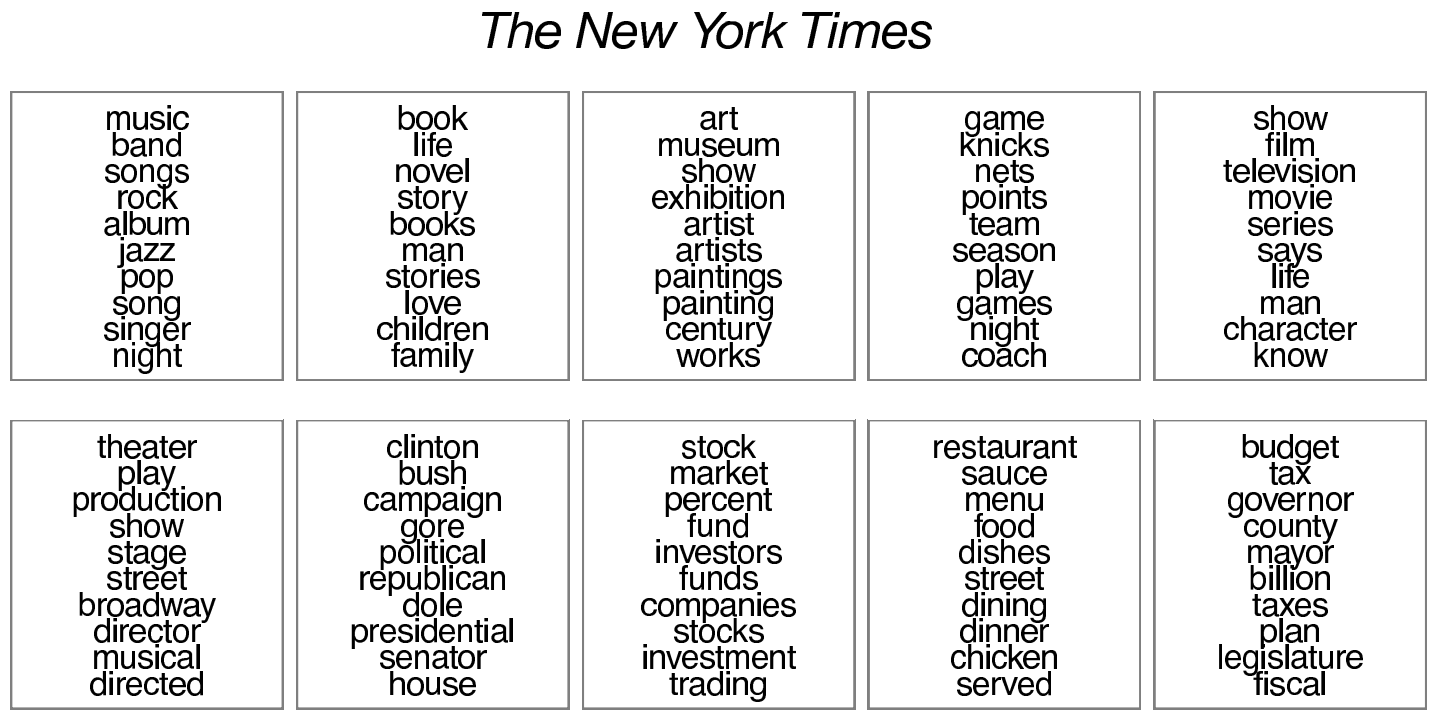 The New York Times
music
band
songs
rock
album
jazz
pop
song
singer
night
book
life
novel
story
books
man
stories
love
children
family
art
museum
show
exhibition
artist
artists
paintings
painting
century
works
game
knicks
nets
points
team
season
play
games
night
coach
show
film
television
movie
series
says
life
man
character
know
theater
play
production
show
stage
street
broadway
director
musical
directed
clinton
bush
campaign
gore
political
republican
dole
presidential
senator
house
stock
market
percent
fund
investors
funds
companies
stocks
investment
trading
restaurant
sauce
menu
food
dishes
street
dining
dinner
chicken
served
budget
tax
governor
county
mayor
billion
taxes
plan
legislature
fiscal